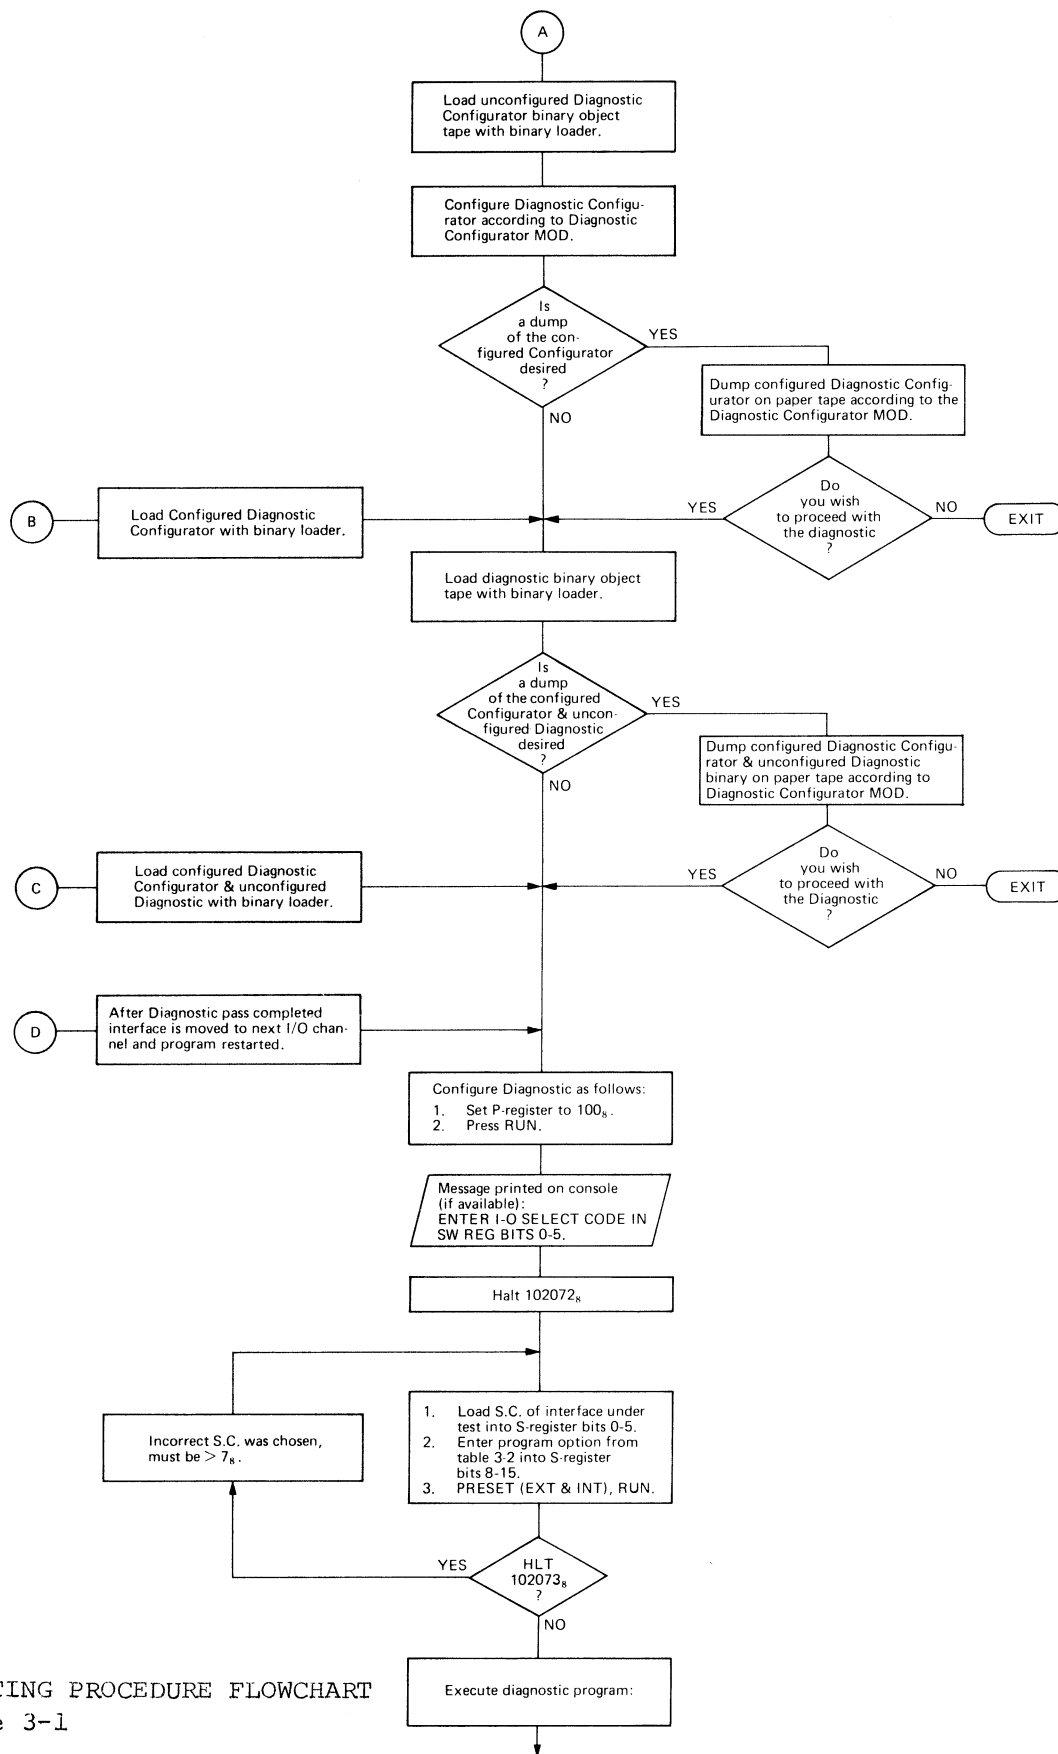 A
Load unconfigured Diagnostic
Configurator binary object
tape with binary loader.
Configure Diagnostic Configu-
rator according to Diagnostic
Configurator MOD.
Is
a dump
of the con-
figured Configurator
desired
?
YES
NO
Dump configured Diagnostic Config-
urator on paper tape according to the
Diagnostic Configurator MOD.
Do
you wish
to proceed with
the diagnostic
?
YES
NO
EXIT
B
Load Configured Diagnostic
Configurator with binary loader.
Load diagnostic binary object
tape with binary loader.
Is
a dump
of the configured
Configurator & uncon-
figured Diagnostic
desired
?
YES
NO
Dump configured Diagnostic Configu-
rator & unconfigured Diagnostic
binary on paper tape according to
Diagnostic Configurator MOD.
Do
you wish
to proceed with
the Diagnostic
?
YES
NO
EXIT
C
Load configured Diagnostic
Configurator & unconfigured
Diagnostic with binary loader.
D
After Diagnostic pass completed
interface is moved to next I/O chan-
nel and program restarted.
Configure Diagnostic as follows:
1. Set P-register to 100₈.
2. Press RUN.
Message printed on console
(if available):
ENTER I-O SELECT CODE IN
SW REG BITS 0-5.
Halt 102072₈
1. Load S.C. of interface under
test into S-register bits 0-5.
2. Enter program option from
table 3-2 into S-register
bits 8-15.
3. PRESET (EXT & INT), RUN.
Incorrect S.C. was chosen,
must be > 7₈.
HLT
102073₈
?
YES
NO
Execute diagnostic program:
TING PROCEDURE FLOWCHART
e 3-1